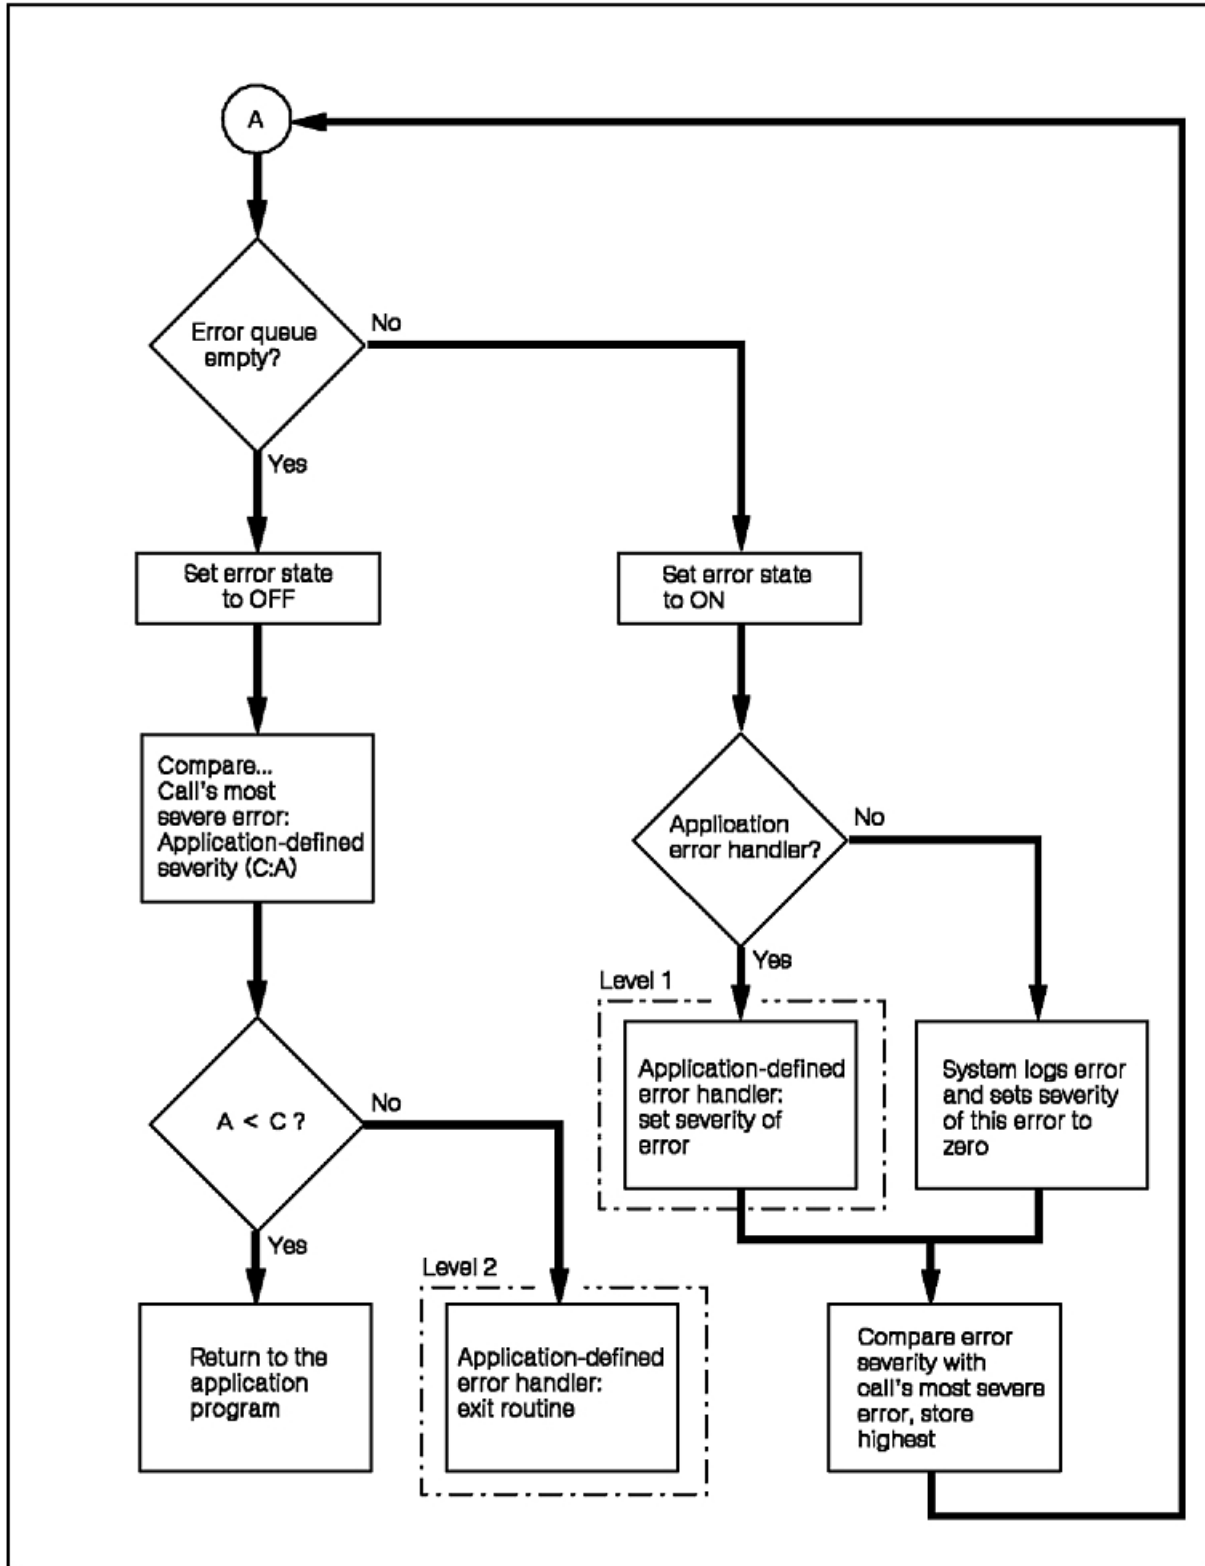 A
Error queue
empty?
No
Yes
Set error state
to OFF
Set error state
to ON
Compare...
Call's most
severe error:
Application-defined
severity (C:A)
Application
error handler?
No
Yes
Level 1
Application-defined
error handler:
set severity of
error
System logs error
and sets severity
of this error to
zero
A < C ?
No
Yes
Level 2
Return to the
application
program
Application-defined
error handler:
exit routine
Compare error
severity with
call's most severe
error, store
highest